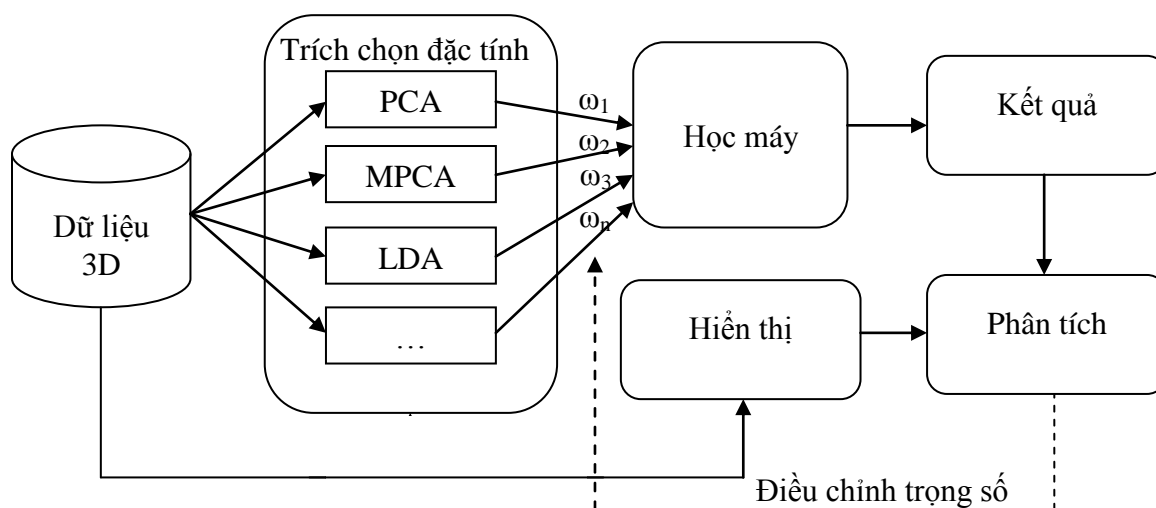 Trích chọn đặc tính
PCA
MPCA
LDA
…
Dữ liệu
3D
ω1
ω2
ω3
ωn
Học máy
Kết quả
Hiển thị
Phân tích
Điều chỉnh trọng số